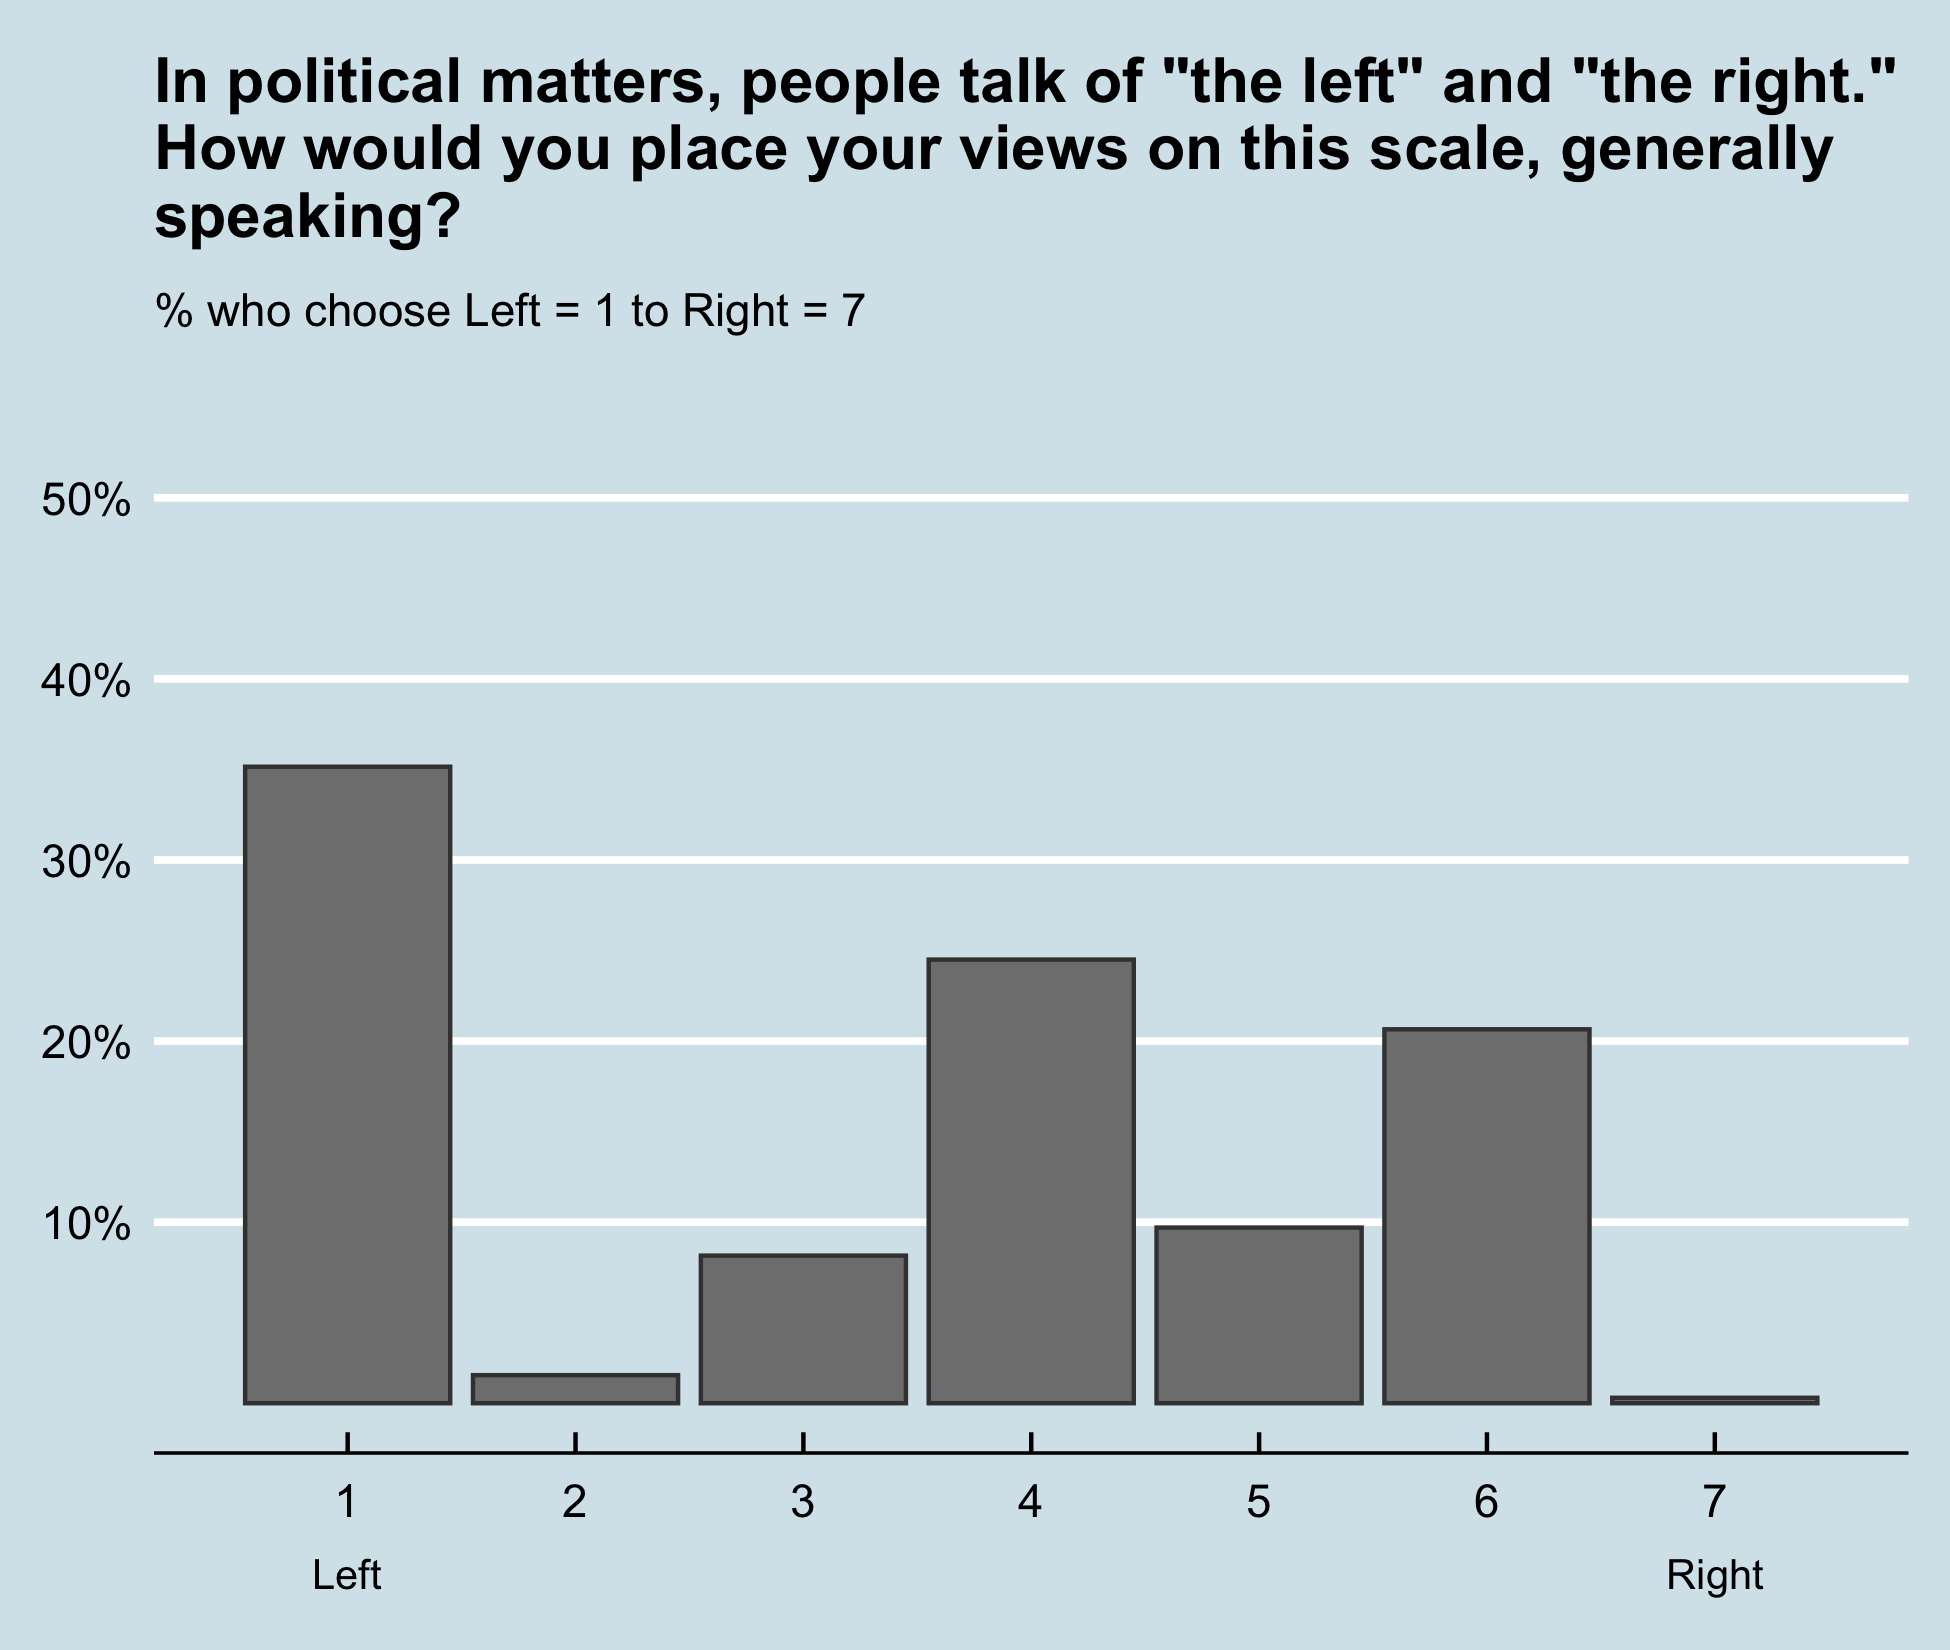 In political matters, people talk of "the left" and "the right."
How would you place your views on this scale, generally
speaking?
% who choose Left = 1 to Right = 7
50%
40%
30%
20%
10%
1 2 3 4 5 6 7
Left Right